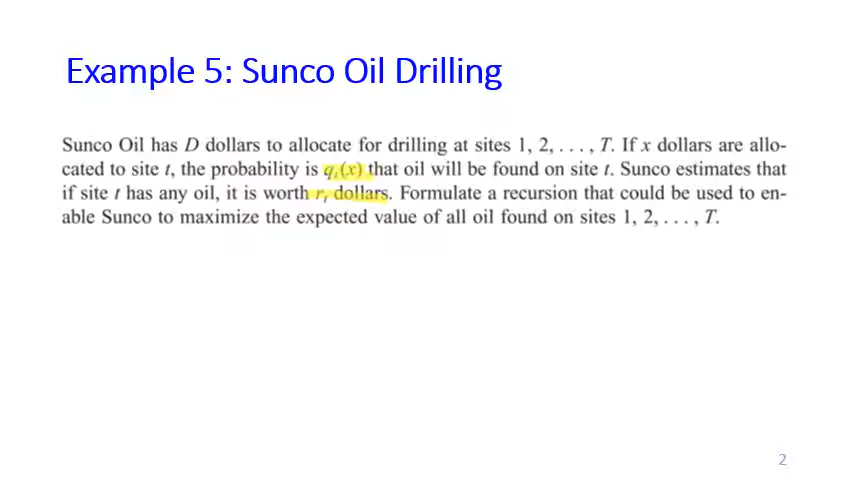 Example 5: Sunco Oil Drilling
Sunco Oil has D dollars to allocate for drilling at sites 1, 2, . . . , T. If x dollars are allo-
cated to site t, the probability is qt(x) that oil will be found on site t. Sunco estimates that
if site t has any oil, it is worth rt dollars. Formulate a recursion that could be used to en-
able Sunco to maximize the expected value of all oil found on sites 1, 2, . . . , T.
2